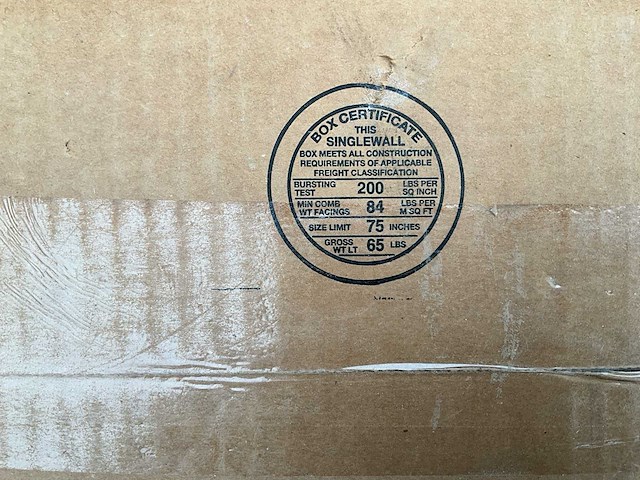 BOX CERTIFICATE
THIS
SINGLEWALL
BOX MEETS ALL CONSTRUCTION
REQUIREMENTS OF APPLICABLE
FREIGHT CLASSIFICATION
BURSTING TEST 200 LBS PER SQ INCH
MIN COMB WT FACINGS 84 LBS PER M SQ FT
SIZE LIMIT 75 INCHES
GROSS WT LT 65 LBS